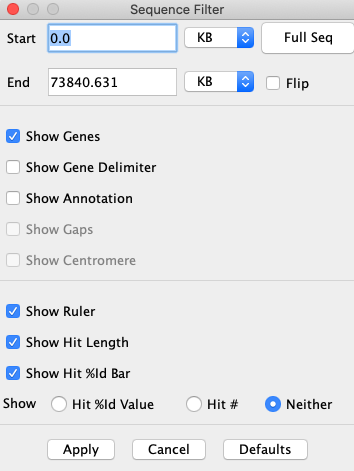 Sequence Filter
Start 0.0 KB Full Seq
End 73840.631 KB Flip
Show Genes
Show Gene Delimiter
Show Annotation
Show Gaps
Show Centromere
Show Ruler
Show Hit Length
Show Hit %Id Bar
Show Hit %Id Value Hit # Neither
Apply Cancel Defaults